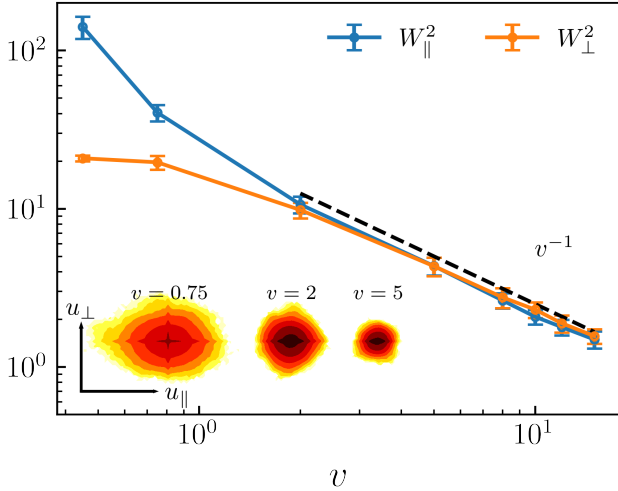 10²
W∥² W⊥²
10¹
v⁻¹
v = 0.75 v = 2 v = 5
u⊥
10⁰
u∥
10⁰ 10¹
v